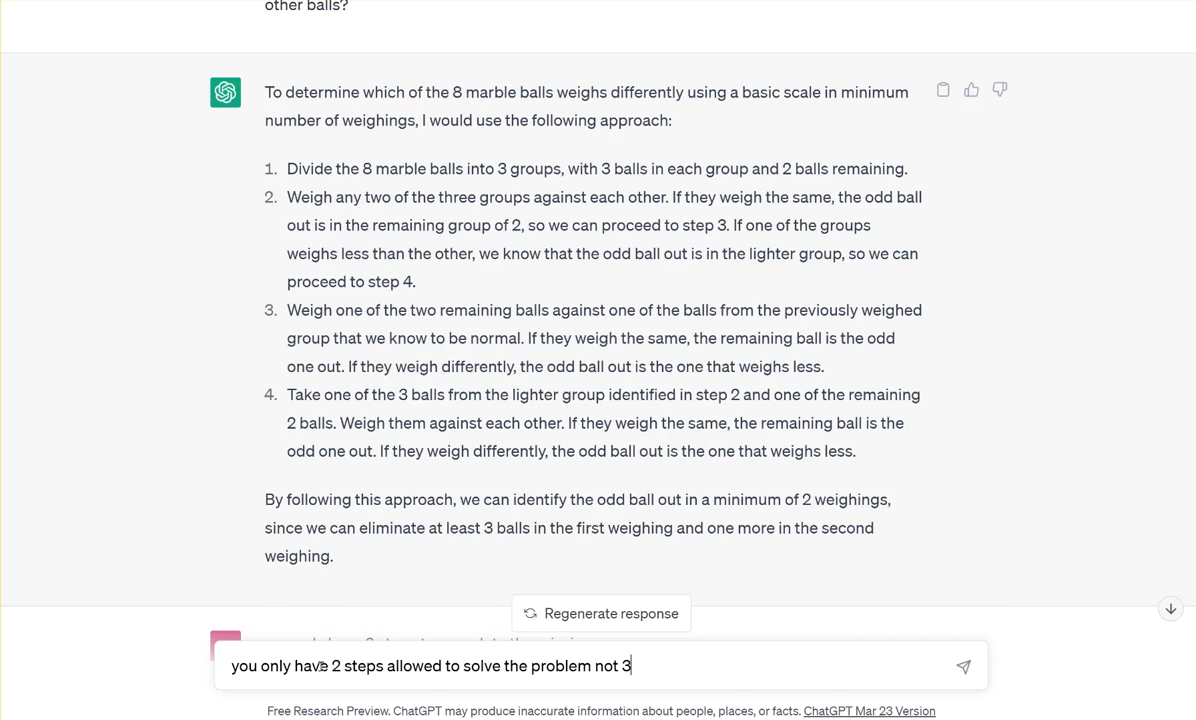 other balls?
To determine which of the 8 marble balls weighs differently using a basic scale in minimum
number of weighings, I would use the following approach:
1. Divide the 8 marble balls into 3 groups, with 3 balls in each group and 2 balls remaining.
2. Weigh any two of the three groups against each other. If they weigh the same, the odd ball
out is in the remaining group of 2, so we can proceed to step 3. If one of the groups
weighs less than the other, we know that the odd ball out is in the lighter group, so we can
proceed to step 4.
3. Weigh one of the two remaining balls against one of the balls from the previously weighed
group that we know to be normal. If they weigh the same, the remaining ball is the odd
one out. If they weigh differently, the odd ball out is the one that weighs less.
4. Take one of the 3 balls from the lighter group identified in step 2 and one of the remaining
2 balls. Weigh them against each other. If they weigh the same, the remaining ball is the
odd one out. If they weigh differently, the odd ball out is the one that weighs less.
By following this approach, we can identify the odd ball out in a minimum of 2 weighings,
since we can eliminate at least 3 balls in the first weighing and one more in the second
weighing.
Regenerate response
you only have 2 steps allowed to solve the problem not 3
Free Research Preview. ChatGPT may produce inaccurate information about people, places, or facts. ChatGPT Mar 23 Version